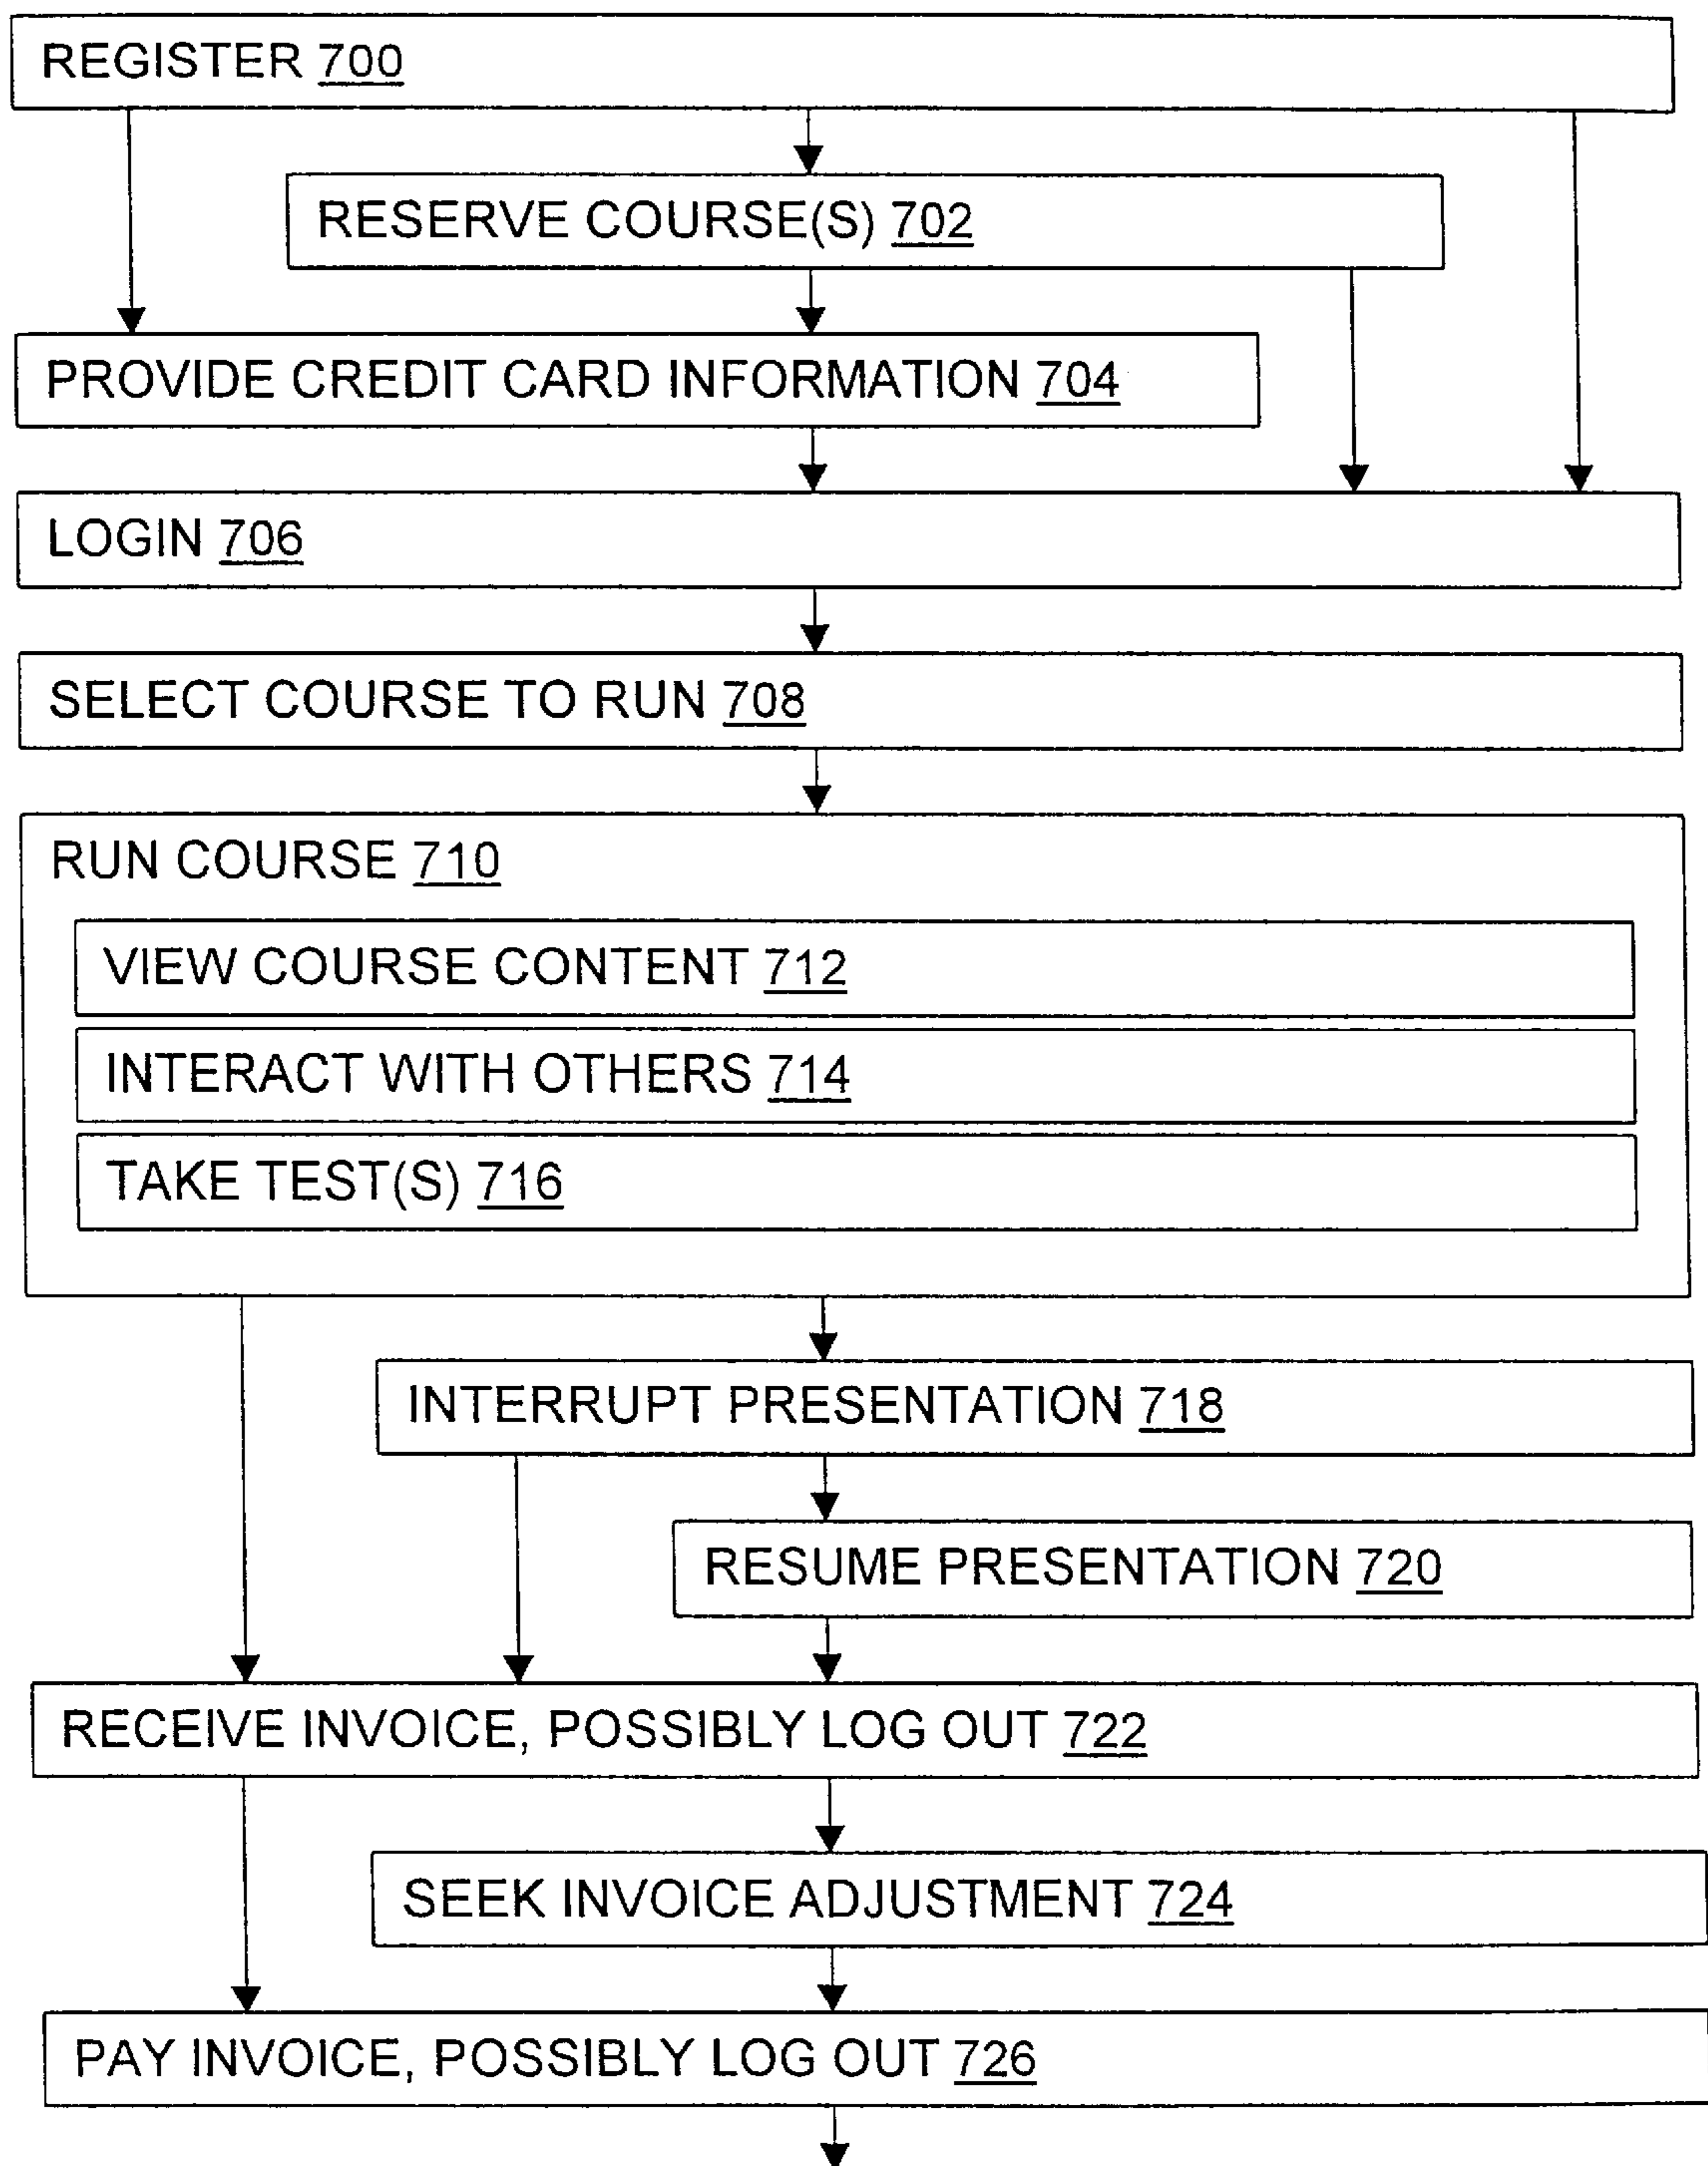 REGISTER 700
RESERVE COURSE(S) 702
PROVIDE CREDIT CARD INFORMATION 704
LOGIN 706
SELECT COURSE TO RUN 708
RUN COURSE 710
VIEW COURSE CONTENT 712
INTERACT WITH OTHERS 714
TAKE TEST(S) 716
INTERRUPT PRESENTATION 718
RESUME PRESENTATION 720
RECEIVE INVOICE, POSSIBLY LOG OUT 722
SEEK INVOICE ADJUSTMENT 724
PAY INVOICE, POSSIBLY LOG OUT 726